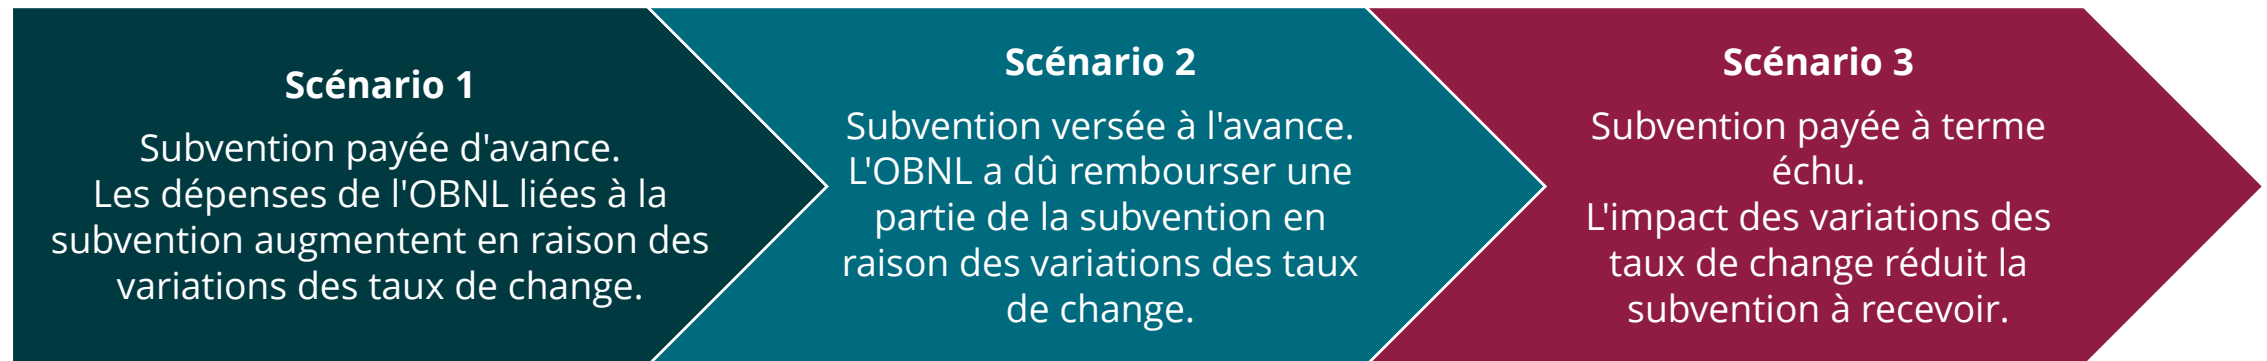 Scénario 1
Subvention payée d'avance.
Les dépenses de l'OBNL liées à la
subvention augmentent en raison des
variations des taux de change.
Scénario 2
Subvention versée à l'avance.
L'OBNL a dû rembourser une
partie de la subvention en
raison des variations des taux
de change.
Scénario 3
Subvention payée à terme
échu.
L'impact des variations des
taux de change réduit la
subvention à recevoir.